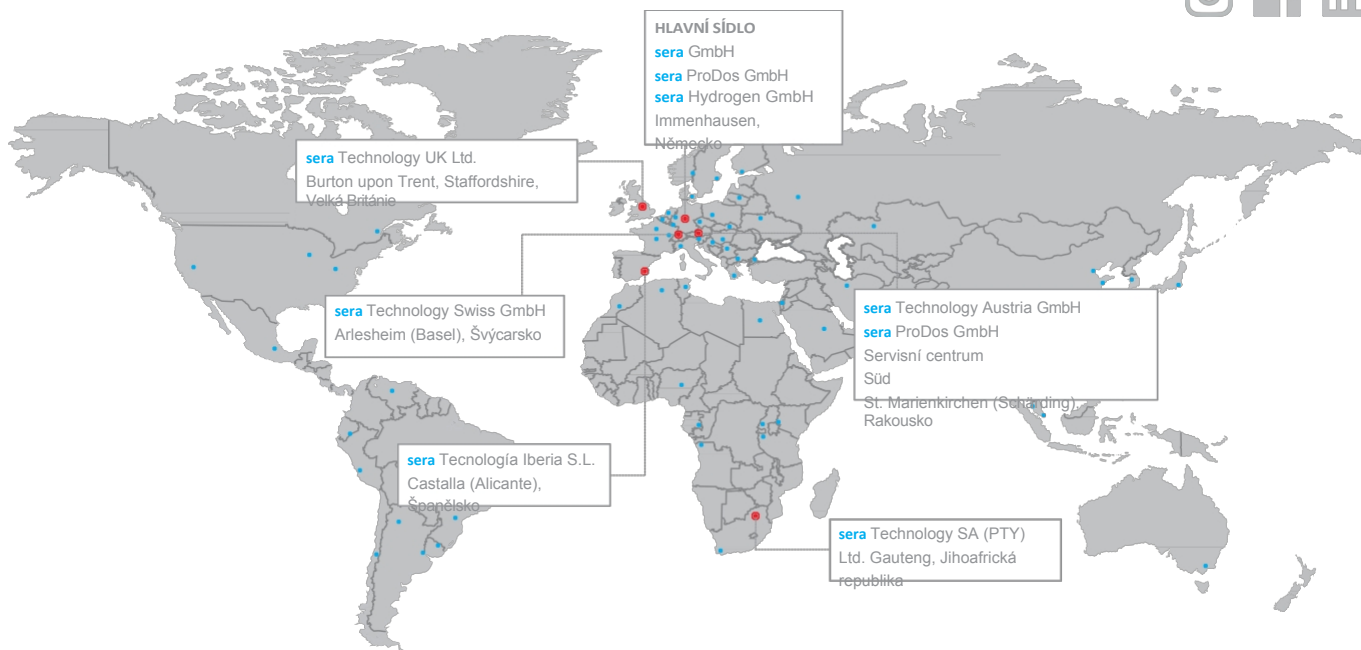 HLAVNÍ SÍDLO
sera GmbH
sera ProDos GmbH
sera Hydrogen GmbH
Immenhausen,
Německo
sera Technology UK Ltd.
Burton upon Trent, Staffordshire,
Velká Británie
sera Technology Swiss GmbH
Arlesheim (Basel), Švýcarsko
sera Technology Austria GmbH
sera ProDos GmbH
Servisní centrum
Süd
St. Marienkirchen (Schärding),
Rakousko
sera Tecnología Iberia S.L.
Castalla (Alicante),
Španělsko
sera Technology SA (PTY)
Ltd. Gauteng, Jihoafrická
republika